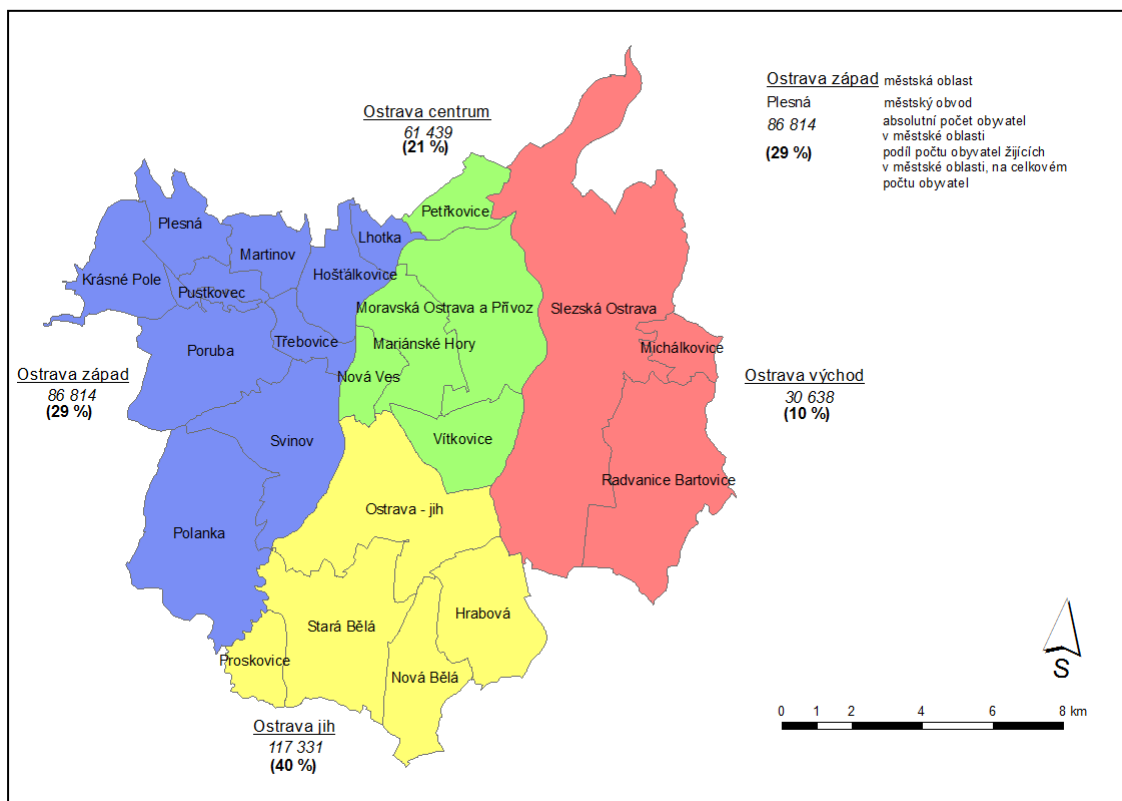 Ostrava západ městská oblast
Plesná městský obvod
86 814 absolutní počet obyvatel
v městské oblasti
(29 %) podíl počtu obyvatel žijících
v městské oblasti, na celkovém
počtu obyvatel
Ostrava centrum
61 439
(21 %)
Petřkovice
Plesná
Lhotka
Martinov
Hošťálkovice
Krásné Pole
Pustkovec
Moravská Ostrava a Přívoz
Slezská Ostrava
Třebovice
Mariánské Hory
Michálkovice
Poruba
Nová Ves
Ostrava západ
86 814
(29 %)
Ostrava východ
30 638
(10 %)
Svinov
Vítkovice
Radvanice Bartovice
Ostrava - jih
Polanka
Hrabová
Stará Bělá
Proskovice
Nová Bělá
S
0 1 2 4 6 8 km
Ostrava jih
117 331
(40 %)